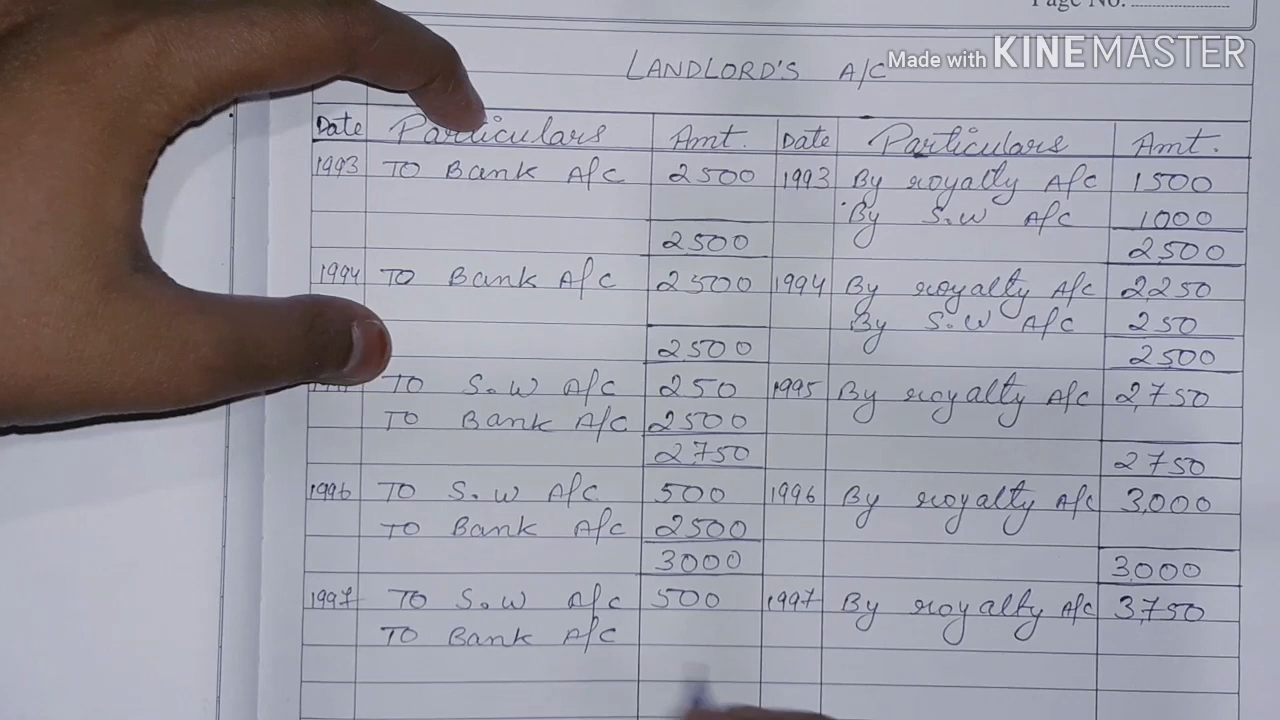 Page No.
Made with KINEMASTER
LANDLORD'S A/C
Date Particulars Amt. Date Particulars Amt.
1993 TO Bank A/C 2500 1993 By royalty A/C 1500
By S.W A/C 1000
2500 2500
1994 TO Bank A/C 2500 1994 By royalty A/C 2250
By S.W A/C 250
2500 2500
TO S.W A/C 250 1995 By royalty A/C 2,750
TO Bank A/C 2500
2750 2750
1996 TO S.W A/C 500 1996 By royalty A/C 3,000
TO Bank A/C 2500
3000 3000
1997 TO S.W A/C 500 1997 By royalty A/C 3,750
TO Bank A/C